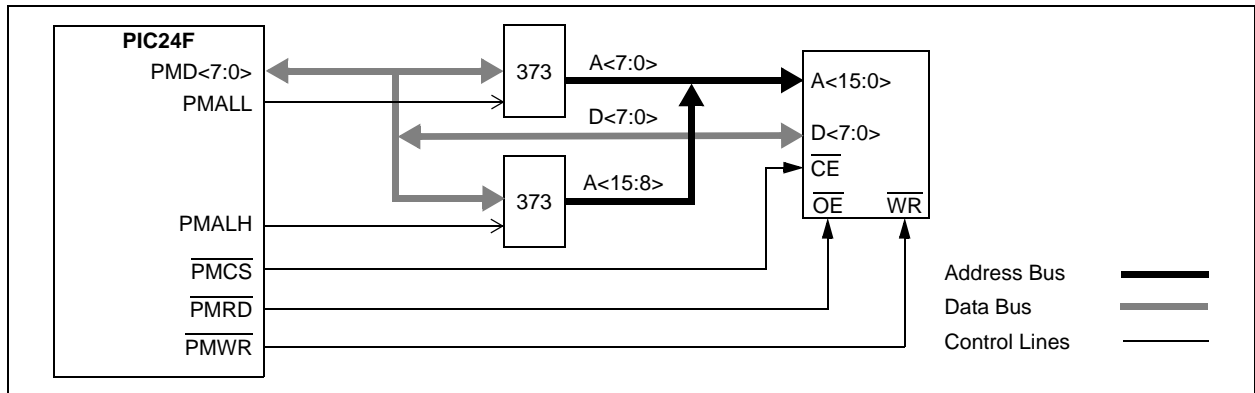 PIC24F
PMD<7:0>
PMALL
PMALH
PMCS
PMRD
PMWR
373
A<7:0>
D<7:0>
373
A<15:8>
A<15:0>
D<7:0>
CE
OE WR
Address Bus
Data Bus
Control Lines